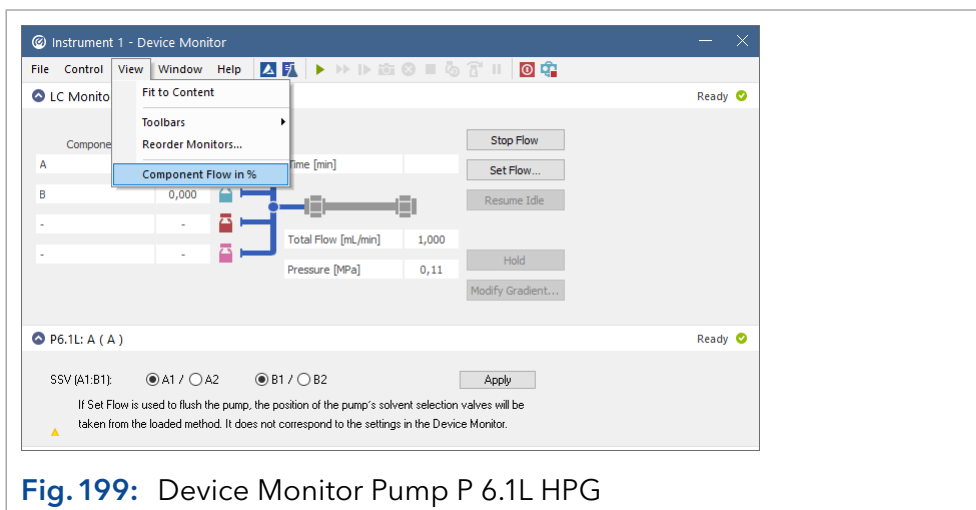 Instrument 1 - Device Monitor
File Control View Window Help
LC Monito
Ready
Fit to Content
Toolbars
Reorder Monitors...
Component Flow in %
Compone
Stop Flow
A
Time [min]
Set Flow...
B 0,000
Resume Idle
- -
Total Flow [mL/min] 1,000
- -
Hold
Pressure [MPa] 0,11
Modify Gradient...
P6.1L: A ( A )
Ready
SSV (A1:B1): A1 / A2 B1 / B2 Apply
If Set Flow is used to flush the pump, the position of the pump´s solvent selection valves will be
taken from the loaded method. It does not correspond to the settings in the Device Monitor.
Fig. 199: Device Monitor Pump P 6.1L HPG